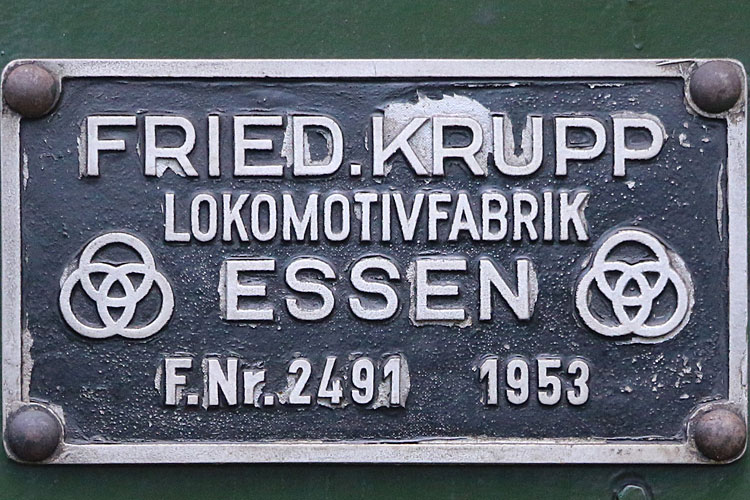 FRIED. KRUPP
LOKOMOTIVFABRIK
ESSEN
F.Nr. 2491 1953